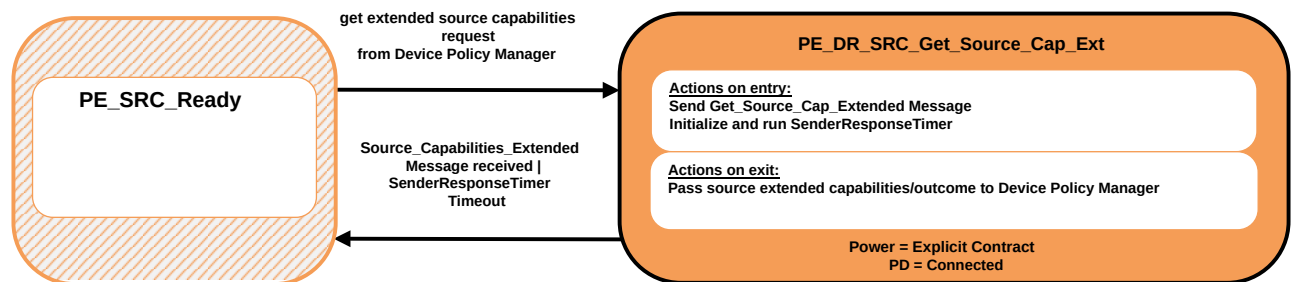 get extended source capabilities
request
from Device Policy Manager
PE_SRC_Ready
Source_Capabilities_Extended
Message received |
SenderResponseTimer
Timeout
PE_DR_SRC_Get_Source_Cap_Ext
Actions on entry:
Send Get_Source_Cap_Extended Message
Initialize and run SenderResponseTimer
Actions on exit:
Pass source extended capabilities/outcome to Device Policy Manager
Power = Explicit Contract
PD = Connected